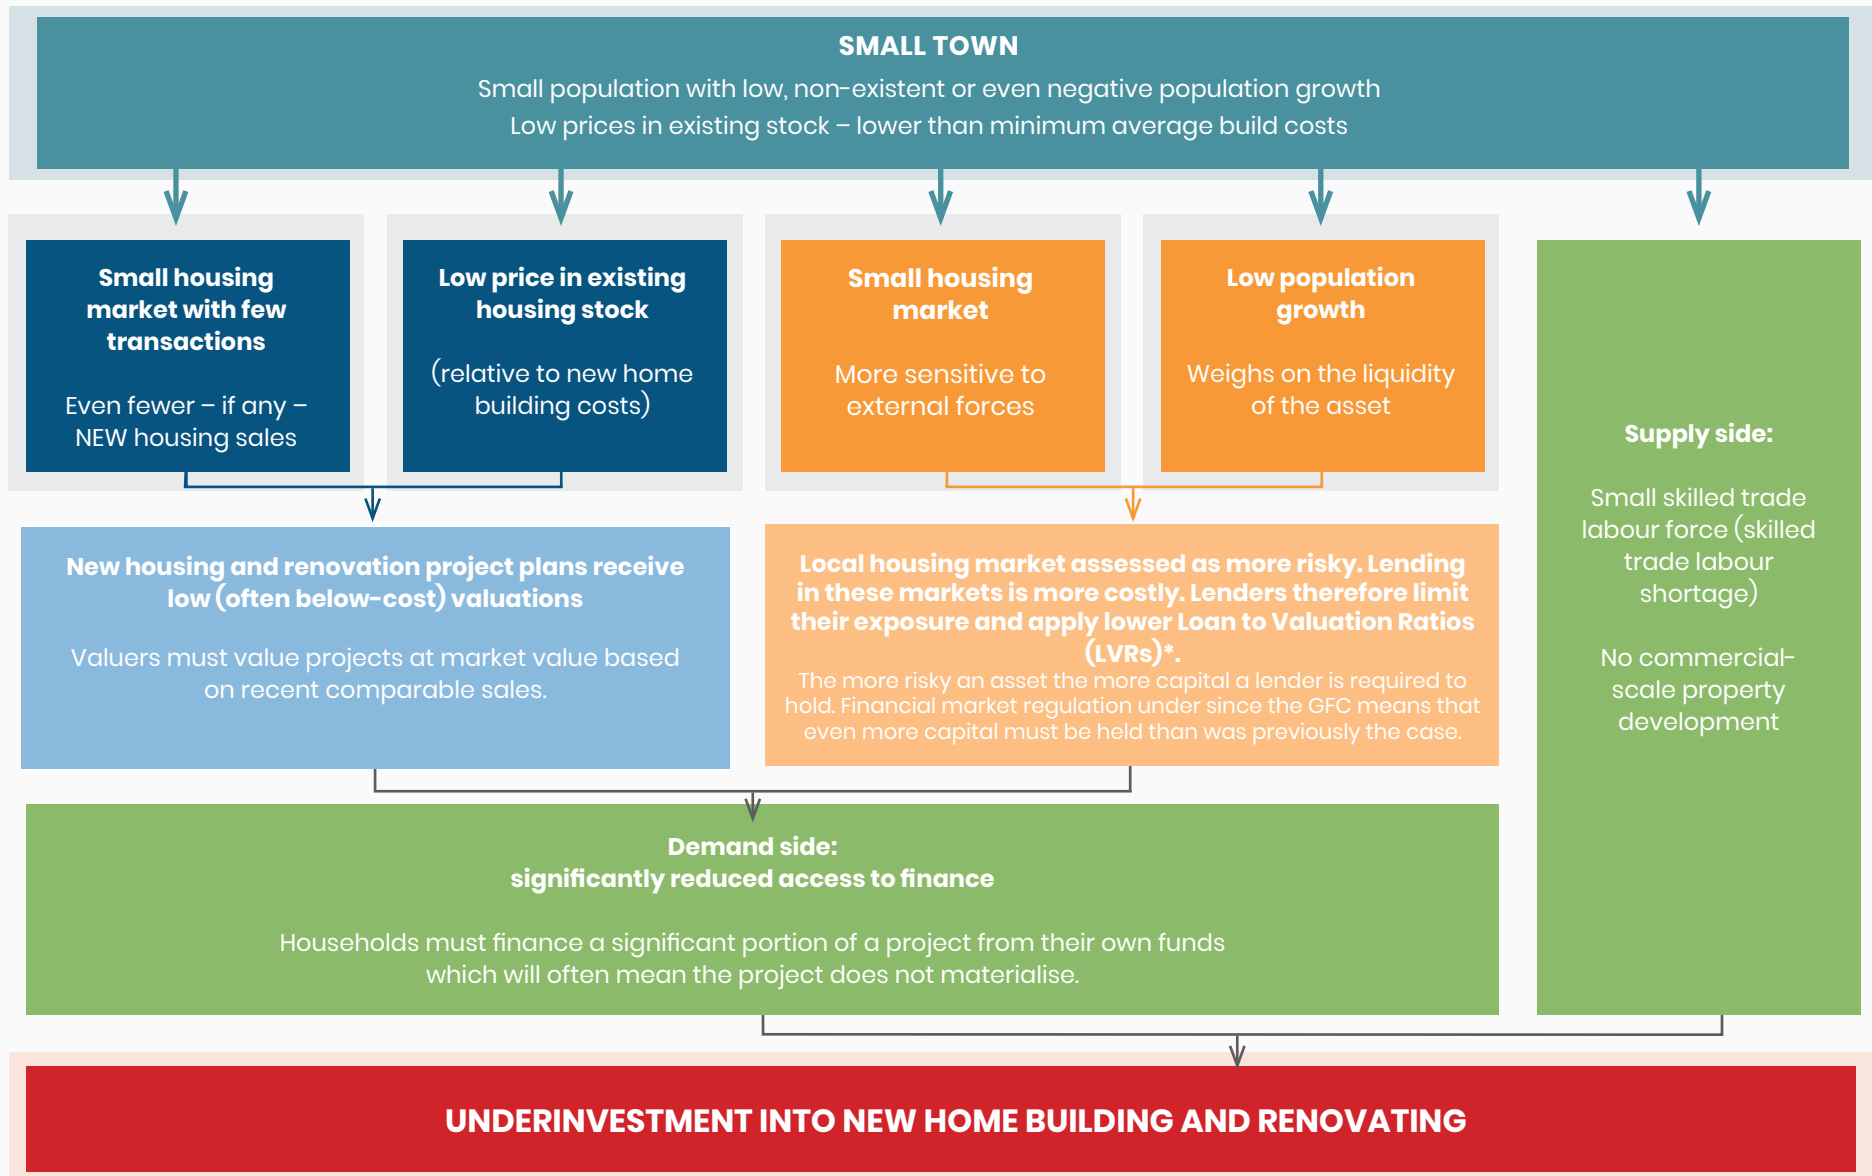 SMALL TOWN
Small population with low, non-existent or even negative population growth
Low prices in existing stock – lower than minimum average build costs
Small housing
market with few
transactions
Even fewer – if any –
NEW housing sales
Low price in existing
housing stock
(relative to new home
building costs)
Small housing
market
More sensitive to
external forces
Low population
growth
Weighs on the liquidity
of the asset
Supply side:
Small skilled trade
labour force (skilled
trade labour
shortage)
No commercial-
scale property
development
New housing and renovation project plans receive
low (often below-cost) valuations
Valuers must value projects at market value based
on recent comparable sales.
Local housing market assessed as more risky. Lending
in these markets is more costly. Lenders therefore limit
their exposure and apply lower Loan to Valuation Ratios
(LVRs)*.
The more risky an asset the more capital a lender is required to
hold. Financial market regulation under since the GFC means that
even more capital must be held than was previously the case.
Demand side:
significantly reduced access to finance
Households must finance a significant portion of a project from their own funds
which will often mean the project does not materialise.
UNDERINVESTMENT INTO NEW HOME BUILDING AND RENOVATING